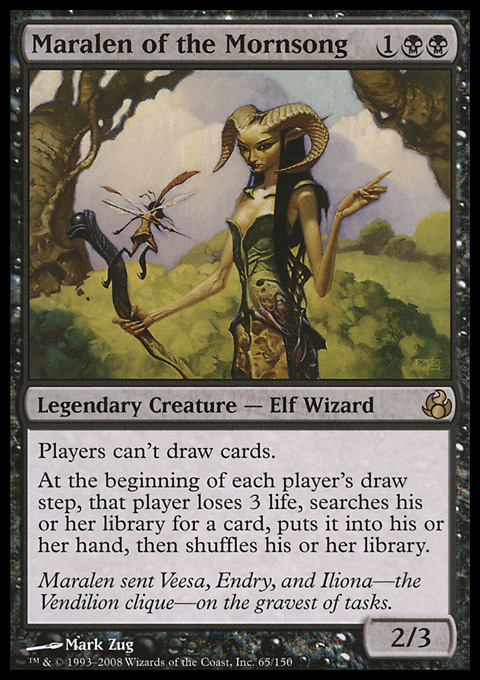 Maralen of the Mornsong 1
Legendary Creature — Elf Wizard
Players can't draw cards.
At the beginning of each player's draw
step, that player loses 3 life, searches his
or her library for a card, puts it into his or
her hand, then shuffles his or her library.
Maralen sent Veesa, Endry, and Iliona—the
Vendilion clique—on the gravest of tasks.
Mark Zug
2/3
™ & © 1993–2008 Wizards of the Coast, Inc. 65/150